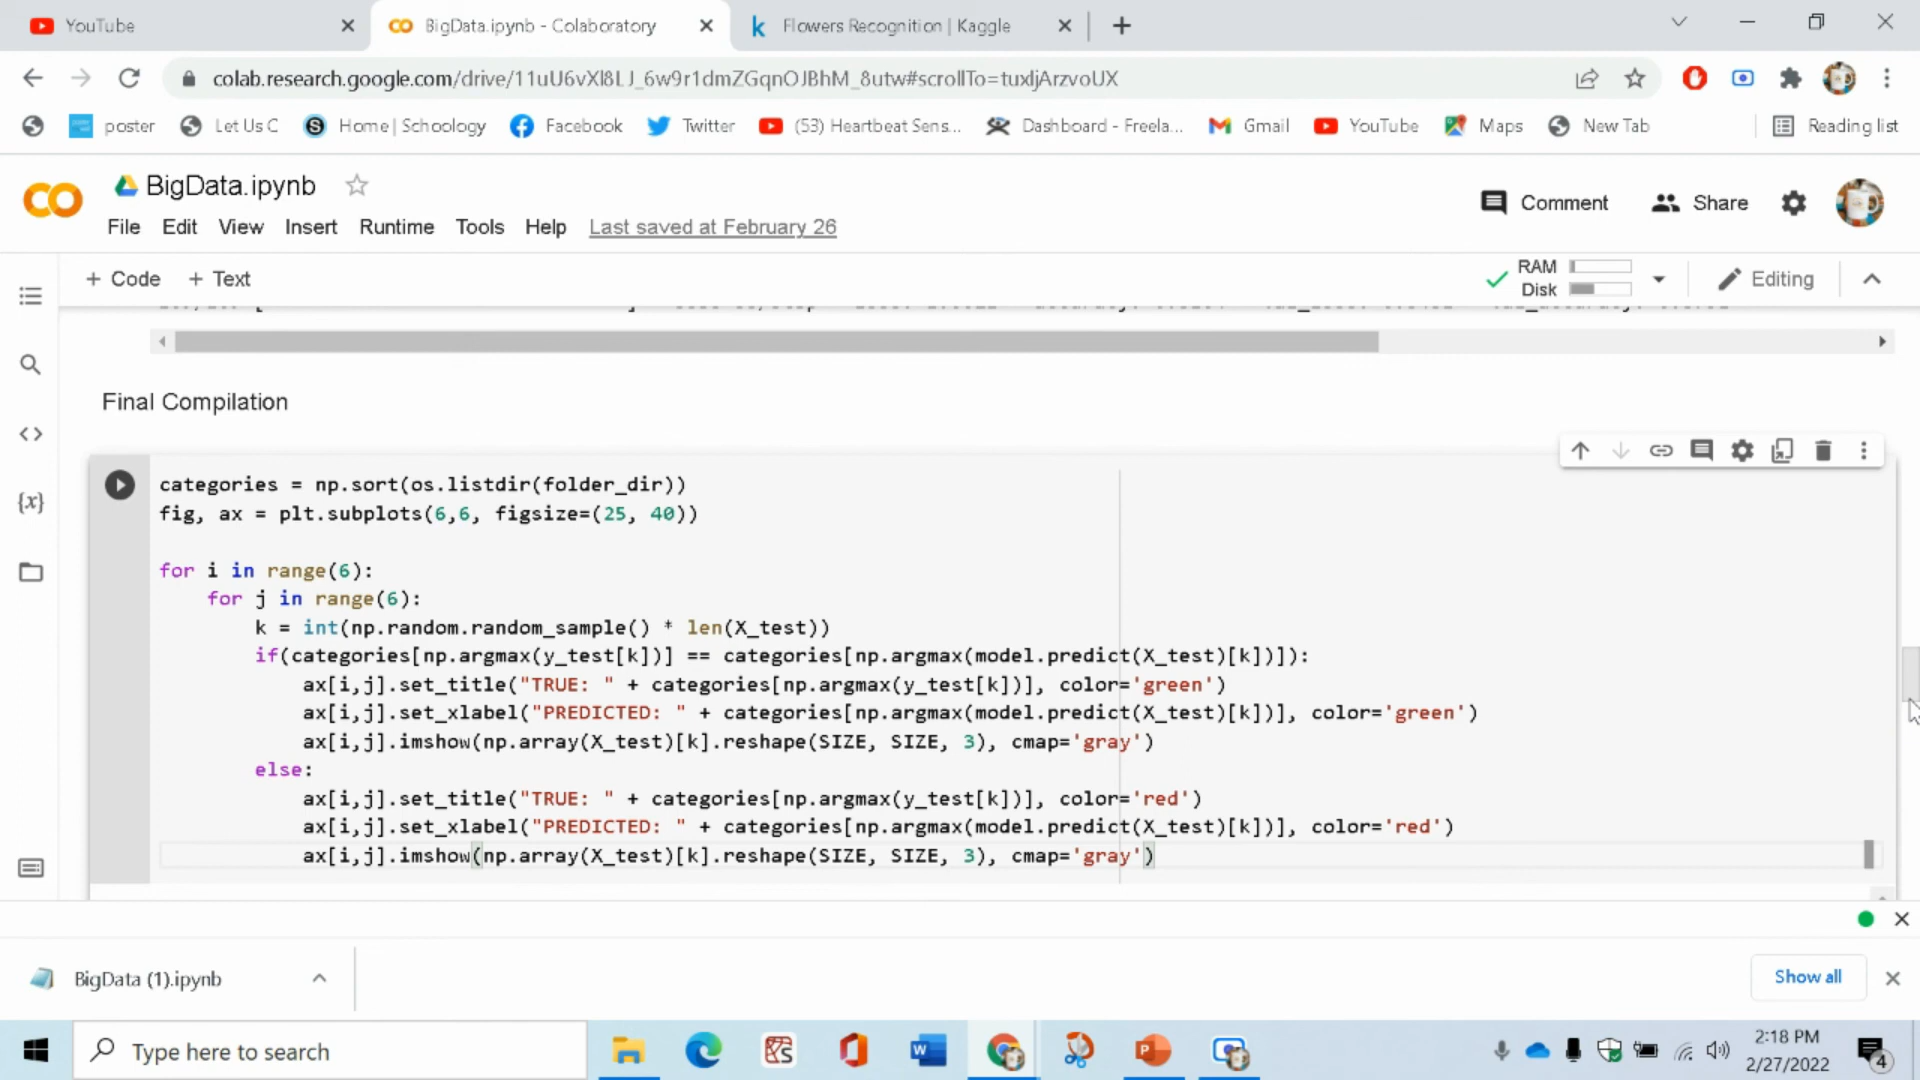 YouTube
BigData.ipynb - Colaboratory
Flowers Recognition | Kaggle
colab.research.google.com/drive/11uU6vXl8LJ_6w9r1dmZGqnOJBhM_8utw#scrollTo=tuxljArzvoUX
poster
Let Us C
Home | Schoology
Facebook
Twitter
(53) Heartbeat Sens...
Dashboard - Freela...
Gmail
YouTube
Maps
New Tab
Reading list
BigData.ipynb
Comment
Share
File Edit View Insert Runtime Tools Help Last saved at February 26
+ Code + Text
RAM
Disk
Editing
Final Compilation
categories = np.sort(os.listdir(folder_dir))
fig, ax = plt.subplots(6,6, figsize=(25, 40))
for i in range(6):
for j in range(6):
k = int(np.random.random_sample() * len(X_test))
if(categories[np.argmax(y_test[k])] == categories[np.argmax(model.predict(X_test)[k])]):
ax[i,j].set_title("TRUE: " + categories[np.argmax(y_test[k])], color='green')
ax[i,j].set_xlabel("PREDICTED: " + categories[np.argmax(model.predict(X_test)[k])], color='green')
ax[i,j].imshow(np.array(X_test)[k].reshape(SIZE, SIZE, 3), cmap='gray')
else:
ax[i,j].set_title("TRUE: " + categories[np.argmax(y_test[k])], color='red')
ax[i,j].set_xlabel("PREDICTED: " + categories[np.argmax(model.predict(X_test)[k])], color='red')
ax[i,j].imshow(np.array(X_test)[k].reshape(SIZE, SIZE, 3), cmap='gray')
BigData (1).ipynb
Show all
Type here to search
2:18 PM
2/27/2022
4